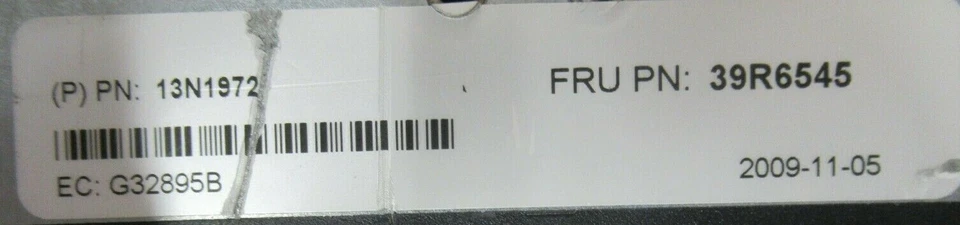 (P) PN: 13N1972
FRU PN: 39R6545
EC: G32895B
2009-11-05